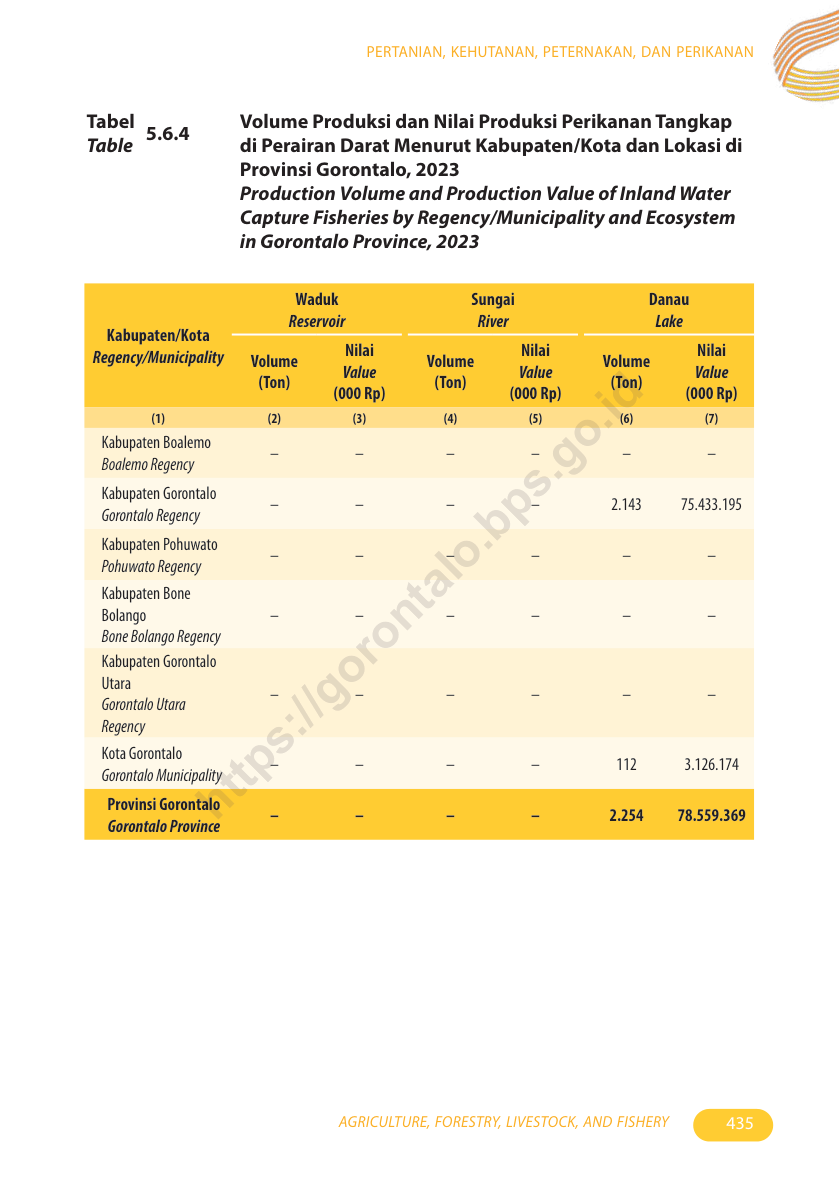 PERTANIAN, KEHUTANAN, PETERNAKAN, DAN PERIKANAN
Tabel
Table
5.6.4
Volume Produksi dan Nilai Produksi Perikanan Tangkap
di Perairan Darat Menurut Kabupaten/Kota dan Lokasi di
Provinsi Gorontalo, 2023
Production Volume and Production Value of Inland Water
Capture Fisheries by Regency/Municipality and Ecosystem
in Gorontalo Province, 2023
Kabupaten/Kota
Regency/Municipality
Waduk
Reservoir
Sungai
River
Danau
Lake
Volume
(Ton)
Nilai
Value
(000 Rp)
Volume
(Ton)
Nilai
Value
(000 Rp)
Volume
(Ton)
Nilai
Value
(000 Rp)
(1) (2) (3) (4) (5) (6) (7)
Kabupaten Boalemo
Boalemo Regency
– – – – – –
Kabupaten Gorontalo
Gorontalo Regency
– – – – 2.143 75.433.195
Kabupaten Pohuwato
Pohuwato Regency
– – – – – –
Kabupaten Bone
Bolango
Bone Bolango Regency
– – – – – –
Kabupaten Gorontalo
Utara
Gorontalo Utara
Regency
– – – – – –
Kota Gorontalo
Gorontalo Municipality
– – – – 112 3.126.174
Provinsi Gorontalo
Gorontalo Province
– – – – 2.254 78.559.369
https://gorontalo.bps.go.id
AGRICULTURE, FORESTRY, LIVESTOCK, AND FISHERY 435